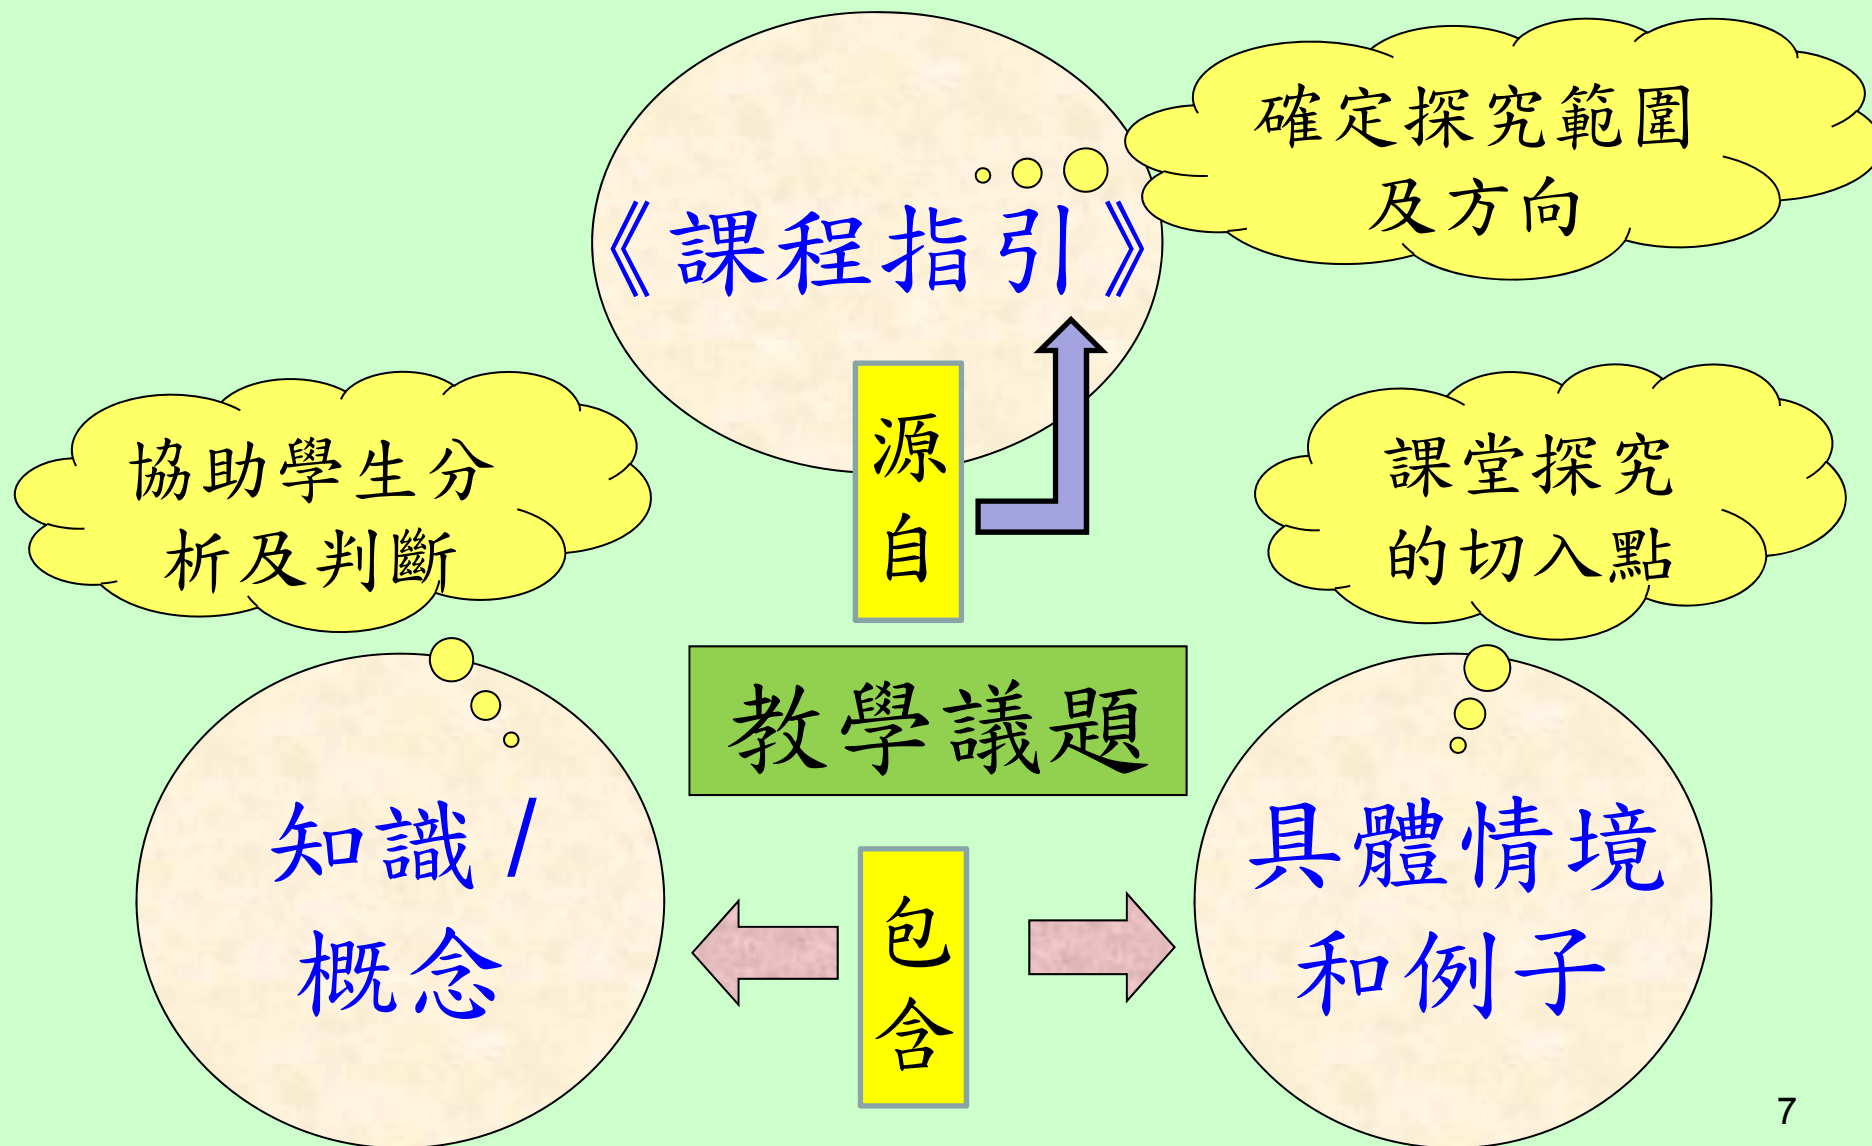 確定探究範圍
及方向
《課程指引》
源
自
協助學生分
析及判斷
課堂探究
的切入點
教學議題
知識/
概念
包
含
具體情境
和例子
7